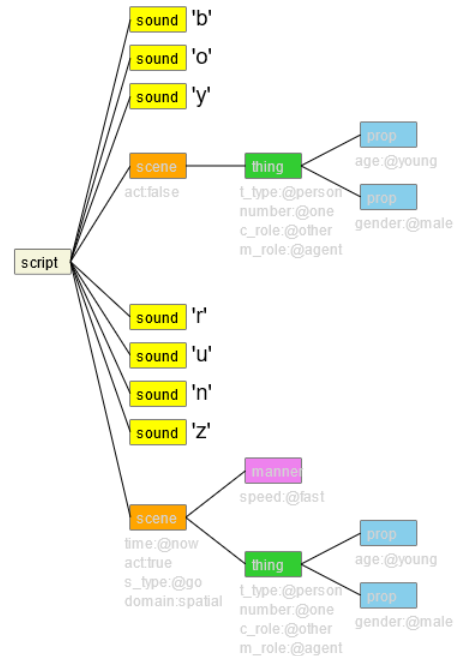 sound 'b'
sound 'o'
sound 'y'
prop
age:@young
scene
act:false
thing
t_type:@person
number:@one
c_role:@other
m_role:@agent
prop
gender:@male
script
sound 'r'
sound 'u'
sound 'n'
sound 'z'
manner
speed:@fast
scene
time:@now
act:true
s_type:@go
domain:spatial
prop
age:@young
thing
t_type:@person
number:@one
c_role:@other
m_role:@agent
prop
gender:@male